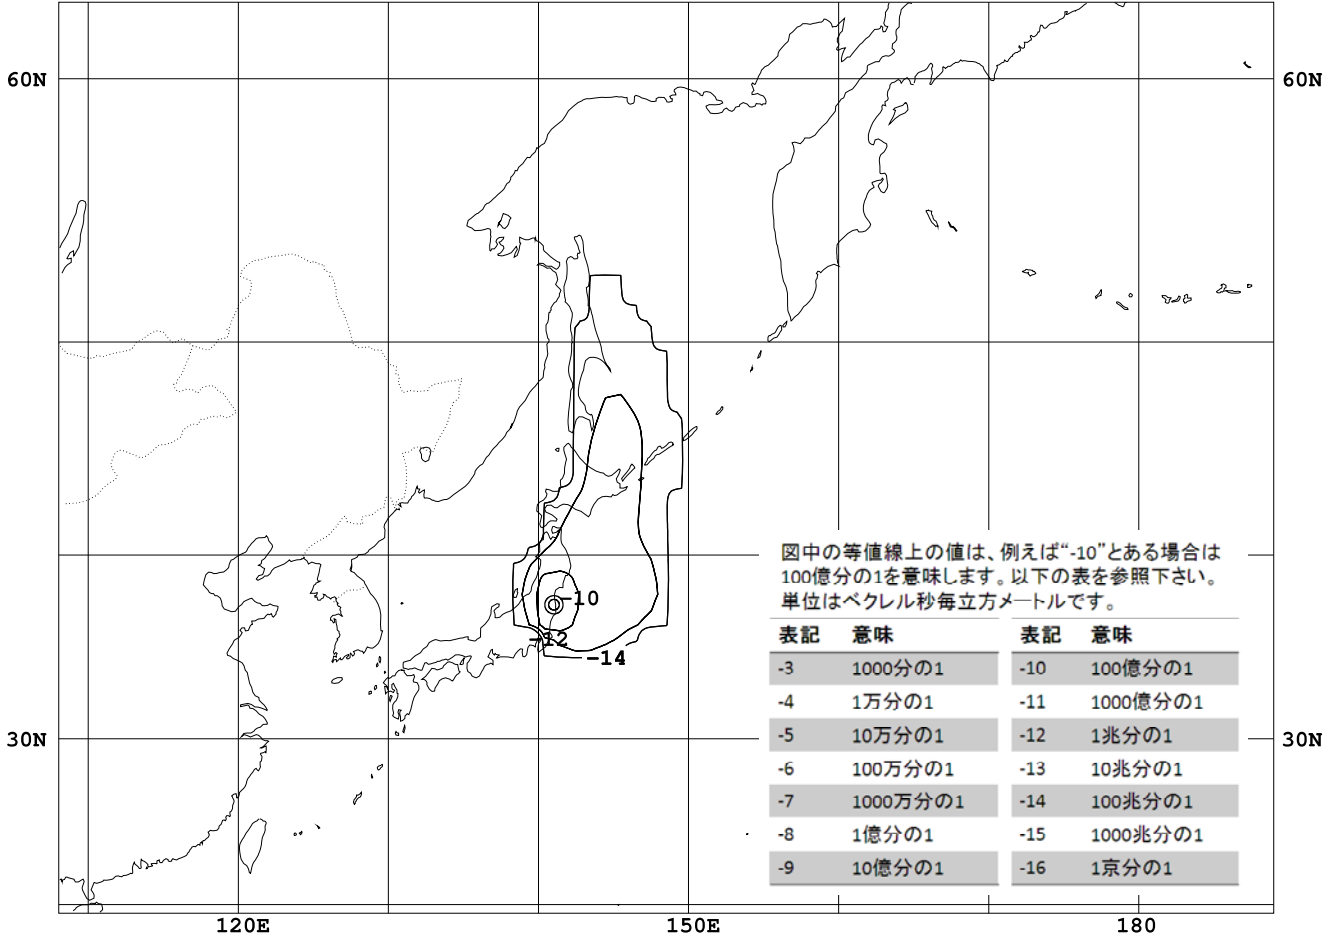 60N
60N
図中の等値線上の値は、例えば“-10”とある場合は
100億分の1を意味します。以下の表を参照下さい。
単位はベクレル秒毎立方メートルです。
-10
-12
-14
表記 意味 表記 意味
-3 1000分の1 -10 100億分の1
-4 1万分の1 -11 1000億分の1
-5 10万分の1 -12 1兆分の1
-6 100万分の1 -13 10兆分の1
-7 1000万分の1 -14 100兆分の1
-8 1億分の1 -15 1000兆分の1
-9 10億分の1 -16 1京分の1
30N
30N
120E
150E
180